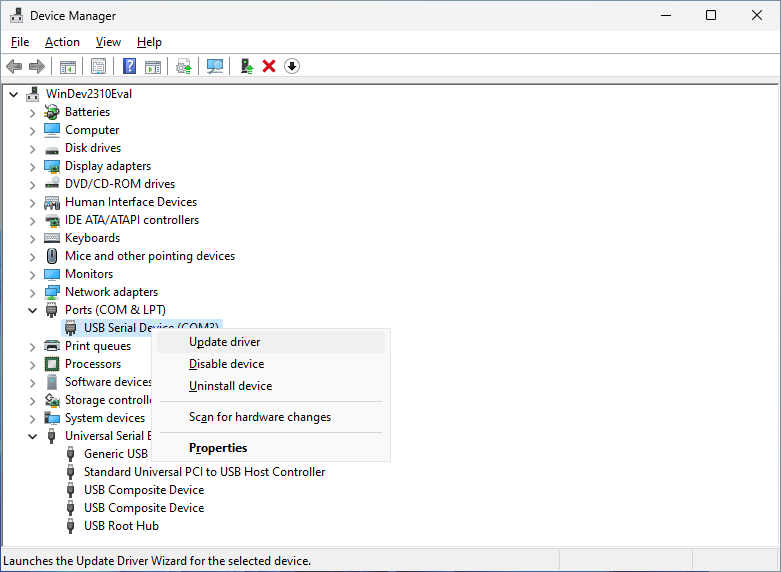 Device Manager
File Action View Help
WinDev2310Eval
Batteries
Computer
Disk drives
Display adapters
DVD/CD-ROM drives
Human Interface Devices
IDE ATA/ATAPI controllers
Keyboards
Mice and other pointing devices
Monitors
Network adapters
Ports (COM & LPT)
USB Serial Device (COM3)
Update driver
Print queues
Disable device
Processors
Uninstall device
Software devices
Storage controlle
Scan for hardware changes
System devices
Universal Serial
Properties
Generic USB
Standard Universal PCI to USB Host Controller
USB Composite Device
USB Composite Device
USB Root Hub
Launches the Update Driver Wizard for the selected device.